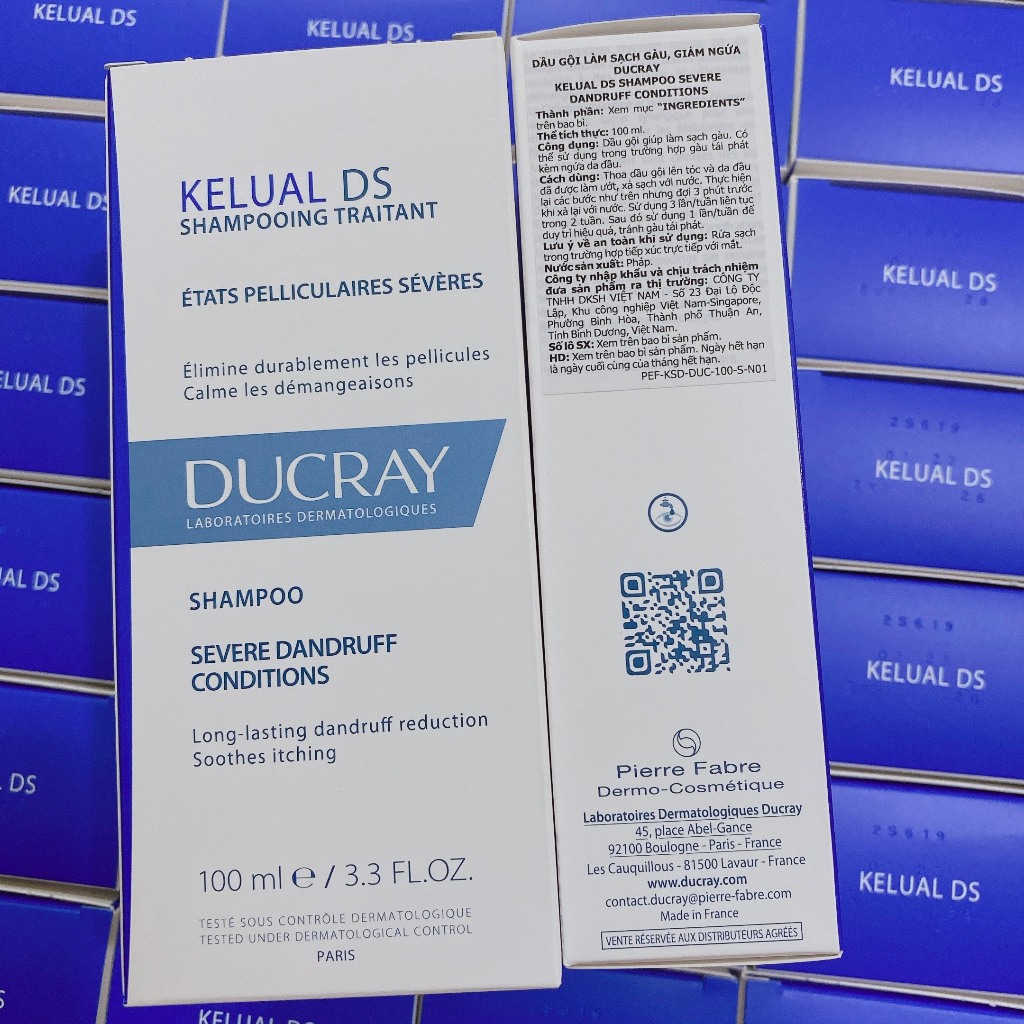 KELUAL DS
KELUAL DS
KELUAL DS
KELUAL DS
KELUAL DS
SHAMPOOING TRAITANT
ÉTATS PELLICULAIRES SÉVÈRES
Élimine durablement les pellicules
Calme les démangeaisons
DUCRAY
LABORATOIRES DERMATOLOGIQUES
SHAMPOO
SEVERE DANDRUFF
CONDITIONS
Long-lasting dandruff reduction
Soothes itching
100 ml e / 3.3 FL.OZ.
TESTÉ SOUS CONTRÔLE DERMATOLOGIQUE
TESTED UNDER DERMATOLOGICAL CONTROL
PARIS
DẦU GỘI LÀM SẠCH GÀU, GIẢM NGỨA
DUCRAY
KELUAL DS SHAMPOO SEVERE
DANDRUFF CONDITIONS
Thành phần: Xem mục "INGREDIENTS"
trên bao bì.
Thể tích thực: 100 ml.
Công dụng: Dầu gội giúp làm sạch gàu. Có
thể sử dụng trong trường hợp gàu tái phát
kèm ngứa da đầu.
Cách dùng: Thoa dầu gội lên tóc và da đầu
đã được làm ướt, xả sạch với nước. Thực hiện
lại các bước như trên nhưng đợi 3 phút trước
khi xả lại với nước. Sử dụng 3 lần/tuần liên tục
trong 2 tuần. Sau đó sử dụng 1 lần/tuần để
duy trì hiệu quả, tránh gàu tái phát.
Lưu ý về an toàn khi sử dụng: Rửa sạch
trong trường hợp tiếp xúc trực tiếp với mắt.
Nước sản xuất: Pháp.
Công ty nhập khẩu và chịu trách nhiệm
đưa sản phẩm ra thị trường: CÔNG TY
TNHH DKSH VIỆT NAM - Số 23 Đại Lộ Độc
Lập, Khu công nghiệp Việt Nam-Singapore,
Phường Bình Hòa, Thành phố Thuận An,
Tỉnh Bình Dương, Việt Nam.
Số lô SX: Xem trên bao bì sản phẩm.
HD: Xem trên bao bì sản phẩm. Ngày hết hạn
là ngày cuối cùng của tháng hết hạn.
PEF-KSD-DUC-100-S-N01
Pierre Fabre
Dermo-Cosmétique
Laboratoires Dermatologiques Ducray
45, place Abel-Gance
92100 Boulogne - Paris - France
Les Cauquillous - 81500 Lavaur - France
www.ducray.com
contact.ducray@pierre-fabre.com
Made in France
VENTE RÉSERVÉE AUX DISTRIBUTEURS AGRÉÉS
KELUAL DS
KELUAL DS
KELUAL DS
KELUAL DS
KELUAL DS
ELUAL DS
AL DS
DS
KELUAL DS